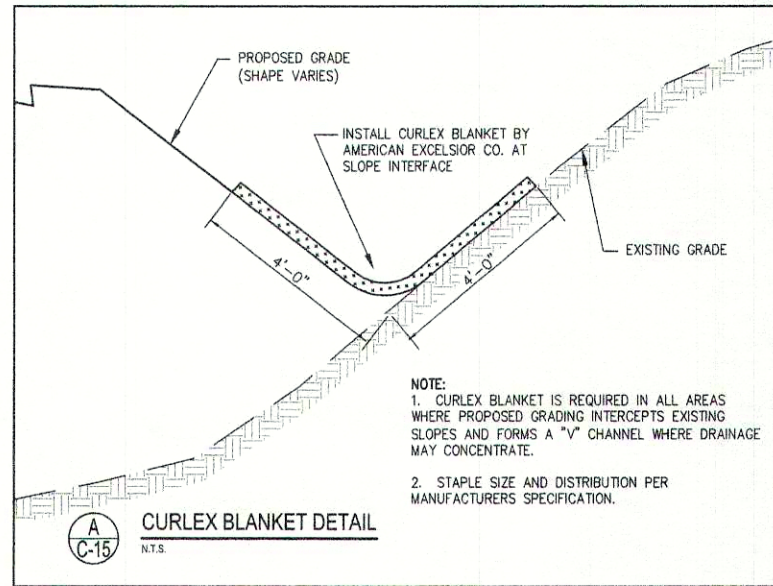 PROPOSED GRADE
(SHAPE VARIES)
INSTALL CURLEX BLANKET BY
AMERICAN EXCELSIOR CO. AT
SLOPE INTERFACE
EXISTING GRADE
4'-0"
4'-0"
NOTE:
1. CURLEX BLANKET IS REQUIRED IN ALL AREAS
WHERE PROPOSED GRADING INTERCEPTS EXISTING
SLOPES AND FORMS A "V" CHANNEL WHERE DRAINAGE
MAY CONCENTRATE.
2. STAPLE SIZE AND DISTRIBUTION PER
MANUFACTURERS SPECIFICATION.
A
C-15
CURLEX BLANKET DETAIL
N.T.S.